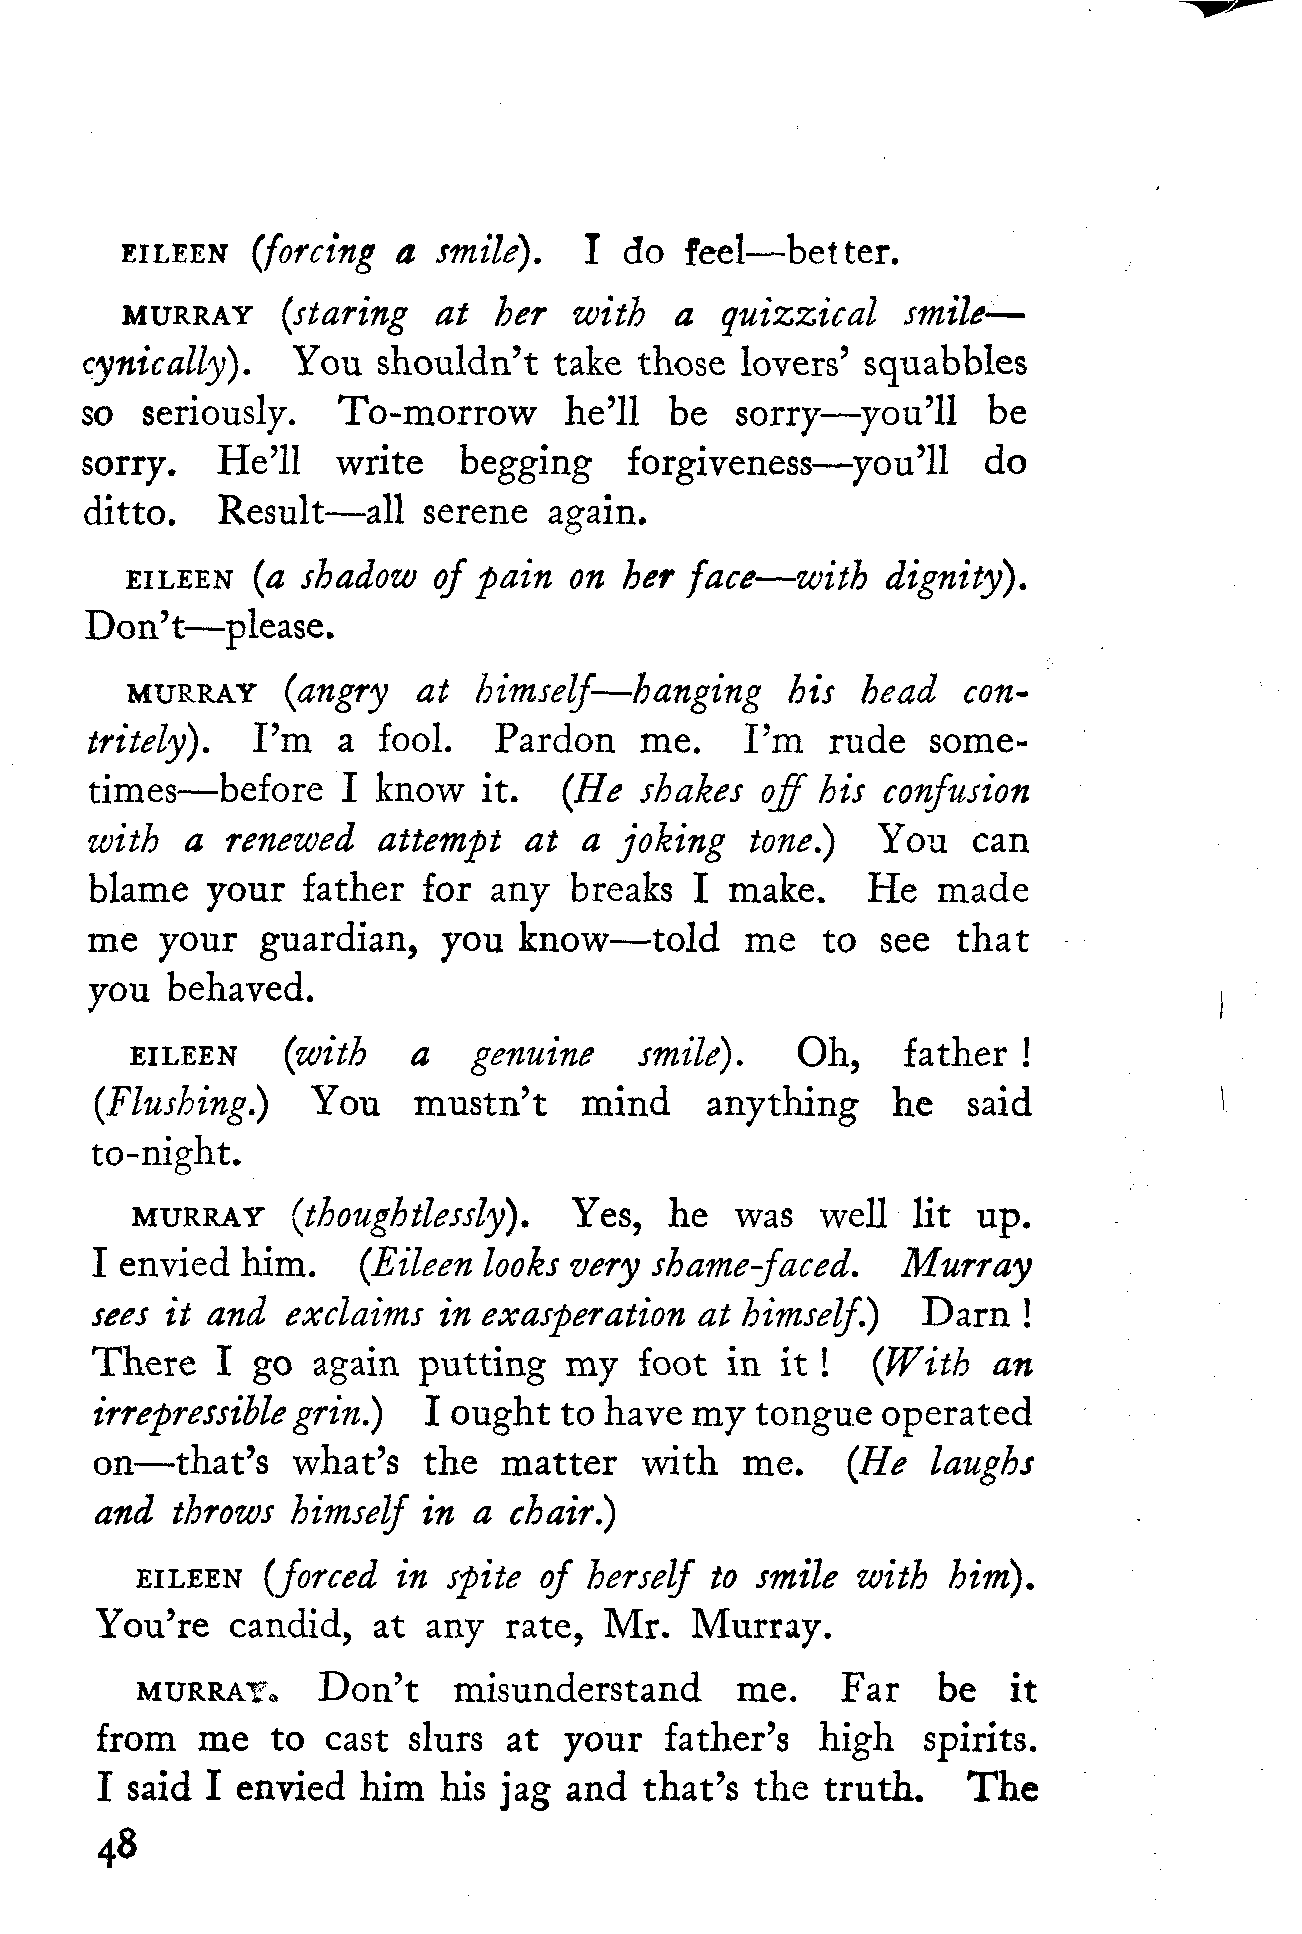 EILEEN (forcing a smile). I do feel—better.
MURRAY (staring at her with a quizzical smile—
cynically). You shouldn't take those lovers' squabbles
so seriously. To-morrow he'll be sorry—you'll be
sorry. He'll write begging forgiveness—you'll do
ditto. Result—all serene again.
EILEEN (a shadow of pain on her face—with dignity).
Don't—please.
MURRAY (angry at himself—hanging his head con-
tritely). I'm a fool. Pardon me. I'm rude some-
times—before I know it. (He shakes off his confusion
with a renewed attempt at a joking tone.) You can
blame your father for any breaks I make. He made
me your guardian, you know—told me to see that
you behaved.
EILEEN (with a genuine smile). Oh, father !
(Flushing.) You mustn't mind anything he said
to-night.
MURRAY (thoughtlessly). Yes, he was well lit up.
I envied him. (Eileen looks very shame-faced. Murray
sees it and exclaims in exasperation at himself.) Darn !
There I go again putting my foot in it ! (With an
irrepressible grin.) I ought to have my tongue operated
on—that's what's the matter with me. (He laughs
and throws himself in a chair.)
EILEEN (forced in spite of herself to smile with him).
You're candid, at any rate, Mr. Murray.
MURRAY. Don't misunderstand me. Far be it
from me to cast slurs at your father's high spirits.
I said I envied him his jag and that's the truth. The
48